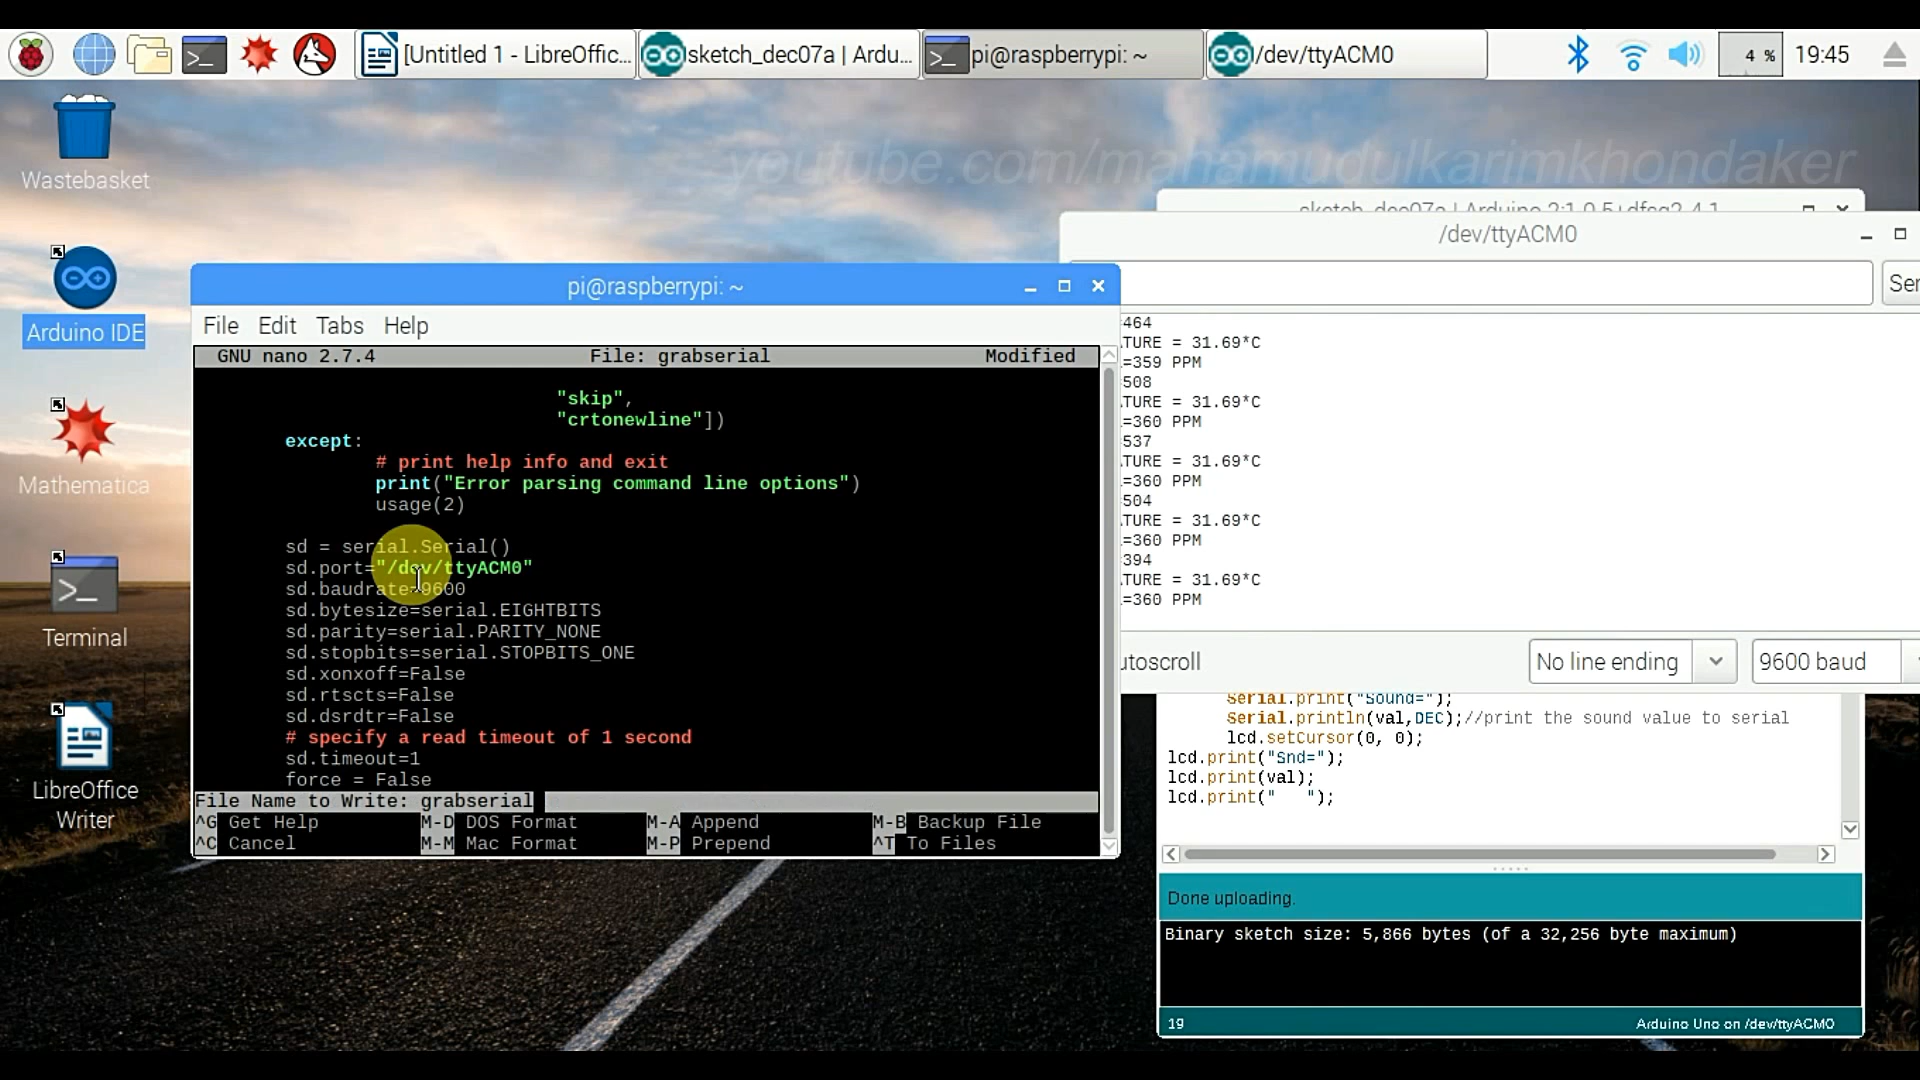 [Untitled 1 - LibreOffic...
sketch_dec07a | Ardu...
pi@raspberrypi: ~
/dev/ttyACM0
4 %
19:45
youtube.com/mahamudulkarimkhondaker
Wastebasket
Arduino IDE
Mathematica
Terminal
LibreOffice
Writer
pi@raspberrypi: ~
File Edit Tabs Help
GNU nano 2.7.4 File: grabserial Modified
"skip",
"crtonewline"])
except:
# print help info and exit
print("Error parsing command line options")
usage(2)
sd = serial.Serial()
sd.port="/dev/ttyACM0"
sd.baudrate=9600
sd.bytesize=serial.EIGHTBITS
sd.parity=serial.PARITY_NONE
sd.stopbits=serial.STOPBITS_ONE
sd.xonxoff=False
sd.rtscts=False
sd.dsrdtr=False
# specify a read timeout of 1 second
sd.timeout=1
force = False
File Name to Write: grabserial
^G Get Help M-D DOS Format M-A Append M-B Backup File
^C Cancel M-M Mac Format M-P Prepend ^T To Files
sketch_dec07a | Arduino 2:1.0.5+dfsg2-4.1
/dev/ttyACM0
Ser
=464
TURE = 31.69*C
=359 PPM
=508
TURE = 31.69*C
=360 PPM
=537
TURE = 31.69*C
=360 PPM
=504
TURE = 31.69*C
=360 PPM
=394
TURE = 31.69*C
=360 PPM
utoscroll
No line ending
9600 baud
Serial.print("Sound=");
Serial.println(val,DEC);//print the sound value to serial
lcd.setCursor(0, 0);
lcd.print("Snd=");
lcd.print(val);
lcd.print("   ");
Done uploading.
Binary sketch size: 5,866 bytes (of a 32,256 byte maximum)
19
Arduino Uno on /dev/ttyACM0